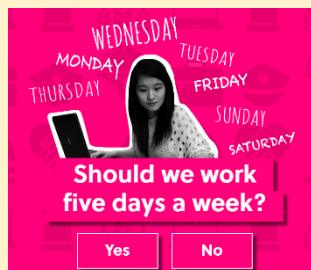 WEDNESDAY
MONDAY
TUESDAY
THURSDAY
FRIDAY
SUNDAY
SATURDAY
Should we work
five days a week?
Yes No